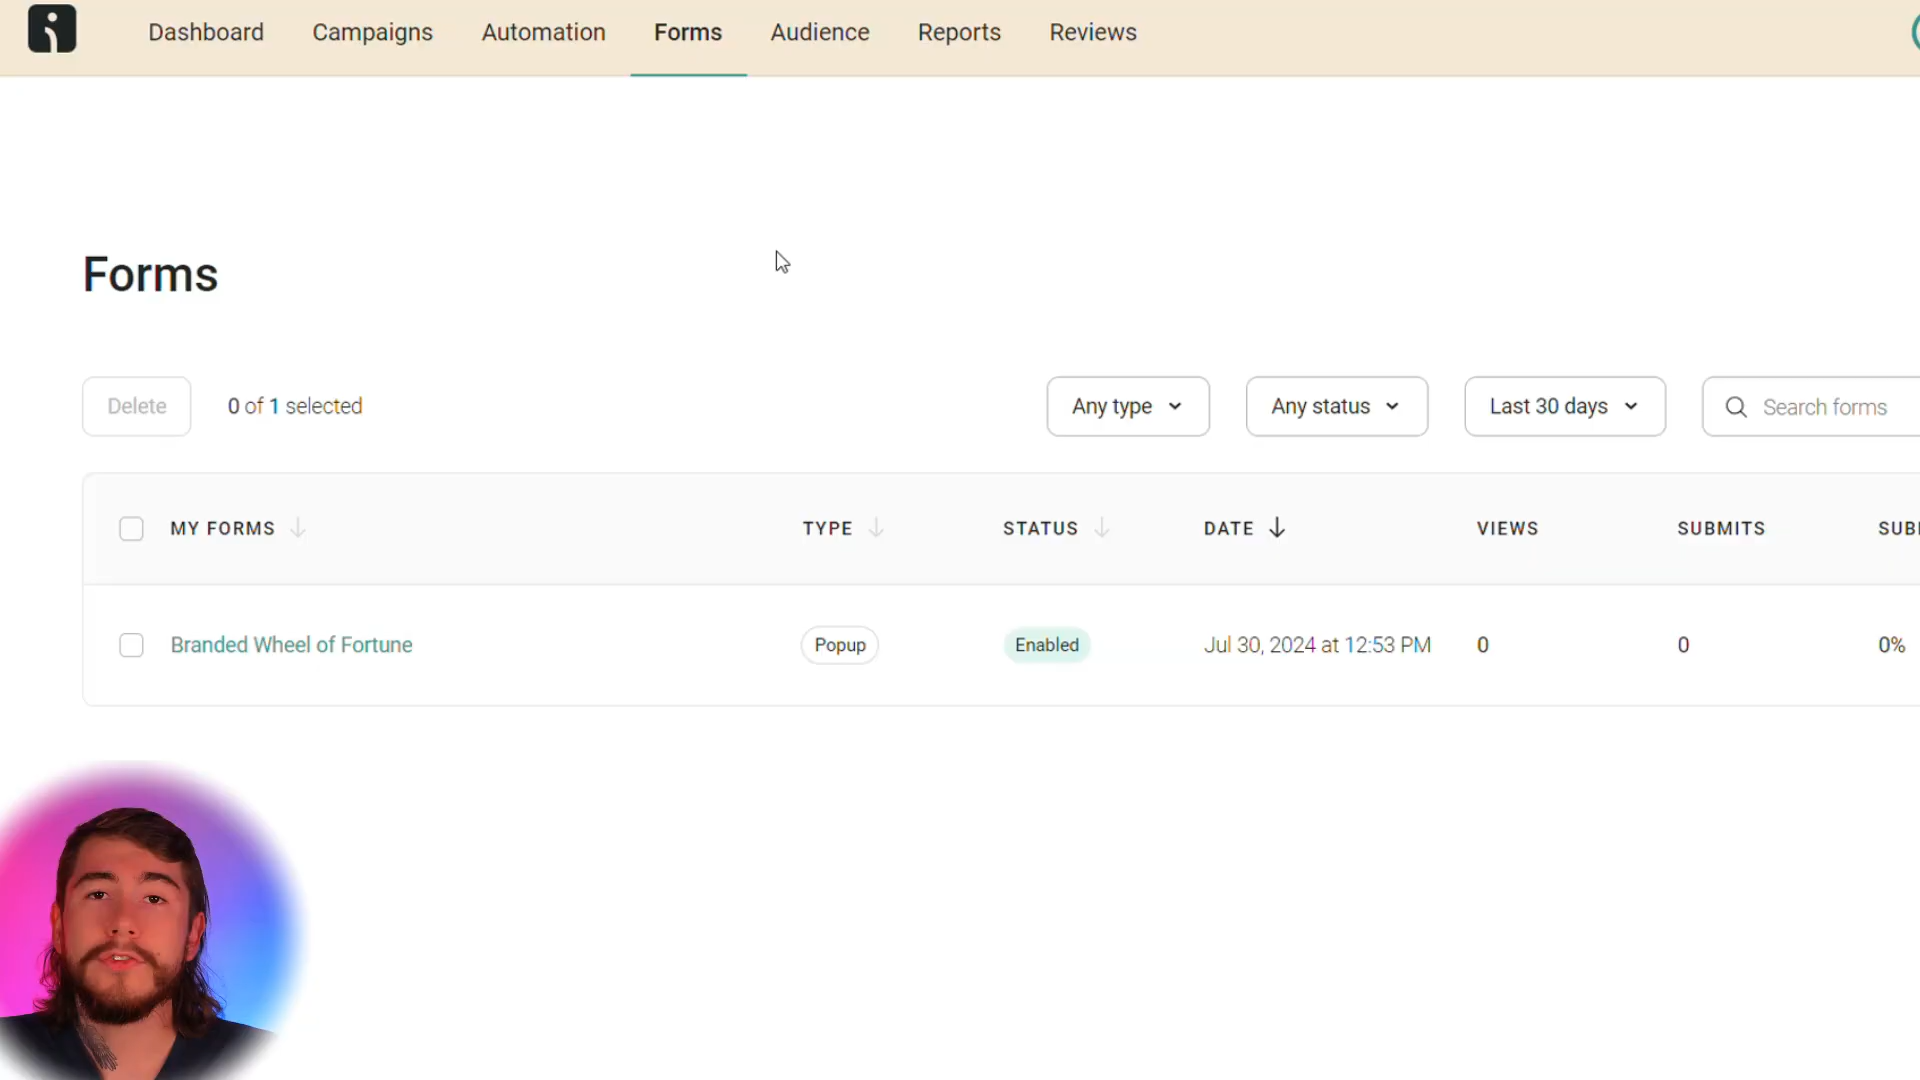 Dashboard Campaigns Automation Forms Audience Reports Reviews
Forms
Delete 0 of 1 selected Any type Any status Last 30 days Search forms
MY FORMS TYPE STATUS DATE VIEWS SUBMITS
Branded Wheel of Fortune Popup Enabled Jul 30, 2024 at 12:53 PM 0 0 0%